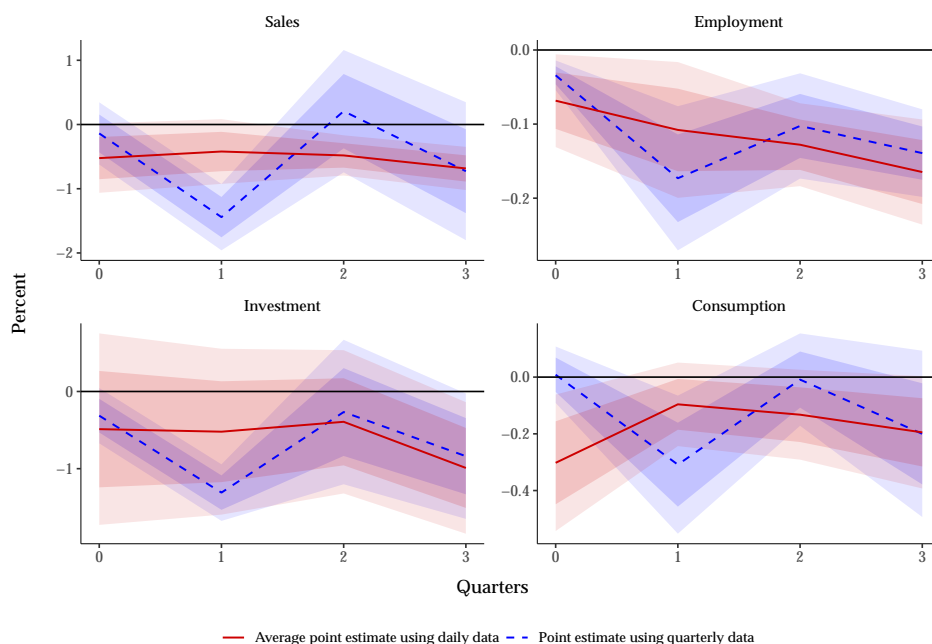 Sales
Employment
1
0
−1
−2
0 1 2 3
0.0
−0.1
−0.2
0 1 2 3
Percent
Investment
Consumption
0
−1
0 1 2 3
0.0
−0.2
−0.4
0 1 2 3
Quarters
Average point estimate using daily data
Point estimate using quarterly data